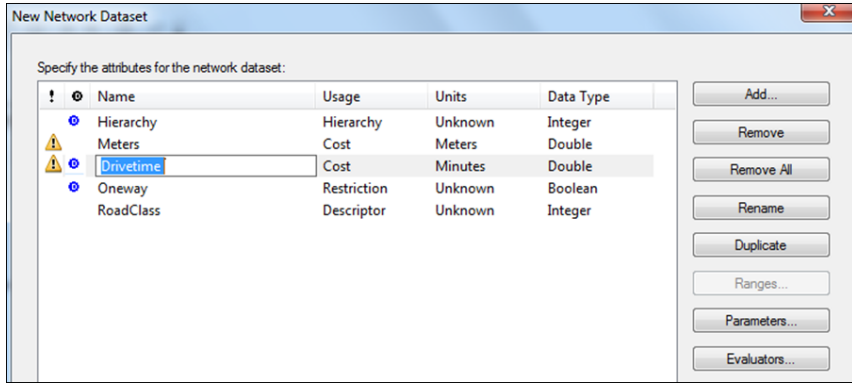 New Network Dataset
Specify the attributes for the network dataset:
! Name Usage Units Data Type
Hierarchy Hierarchy Unknown Integer
Meters Cost Meters Double
Drivetime Cost Minutes Double
Oneway Restriction Unknown Boolean
RoadClass Descriptor Unknown Integer
Add...
Remove
Remove All
Rename
Duplicate
Ranges...
Parameters...
Evaluators...